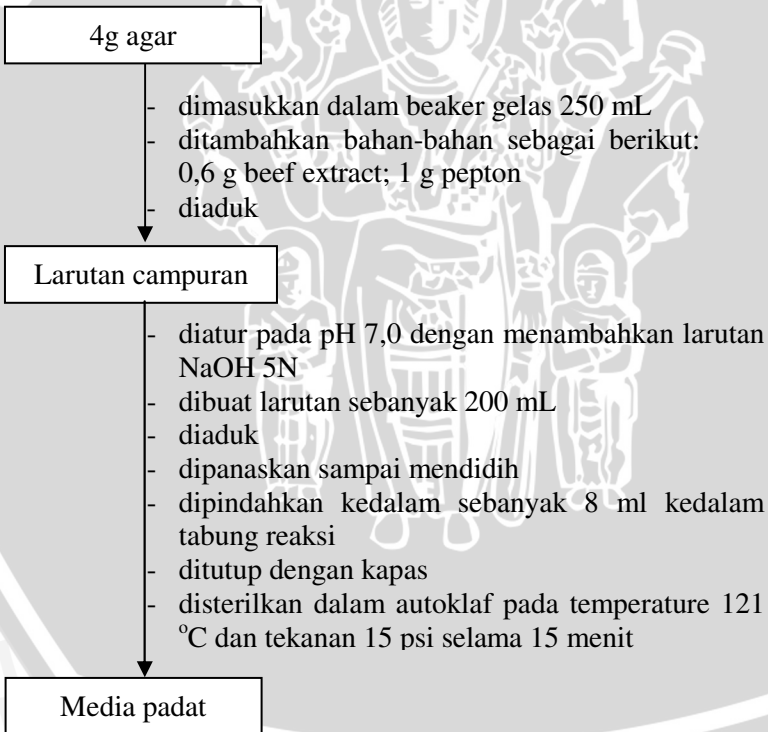 4g agar
- dimasukkan dalam beaker gelas 250 mL
- ditambahkan bahan-bahan sebagai berikut:
0,6 g beef extract; 1 g pepton
- diaduk
Larutan campuran
- diatur pada pH 7,0 dengan menambahkan larutan
NaOH 5N
- dibuat larutan sebanyak 200 mL
- diaduk
- dipanaskan sampai mendidih
- dipindahkan kedalam sebanyak 8 ml kedalam
tabung reaksi
- ditutup dengan kapas
- disterilkan dalam autoklaf pada temperature 121
°C dan tekanan 15 psi selama 15 menit
Media padat